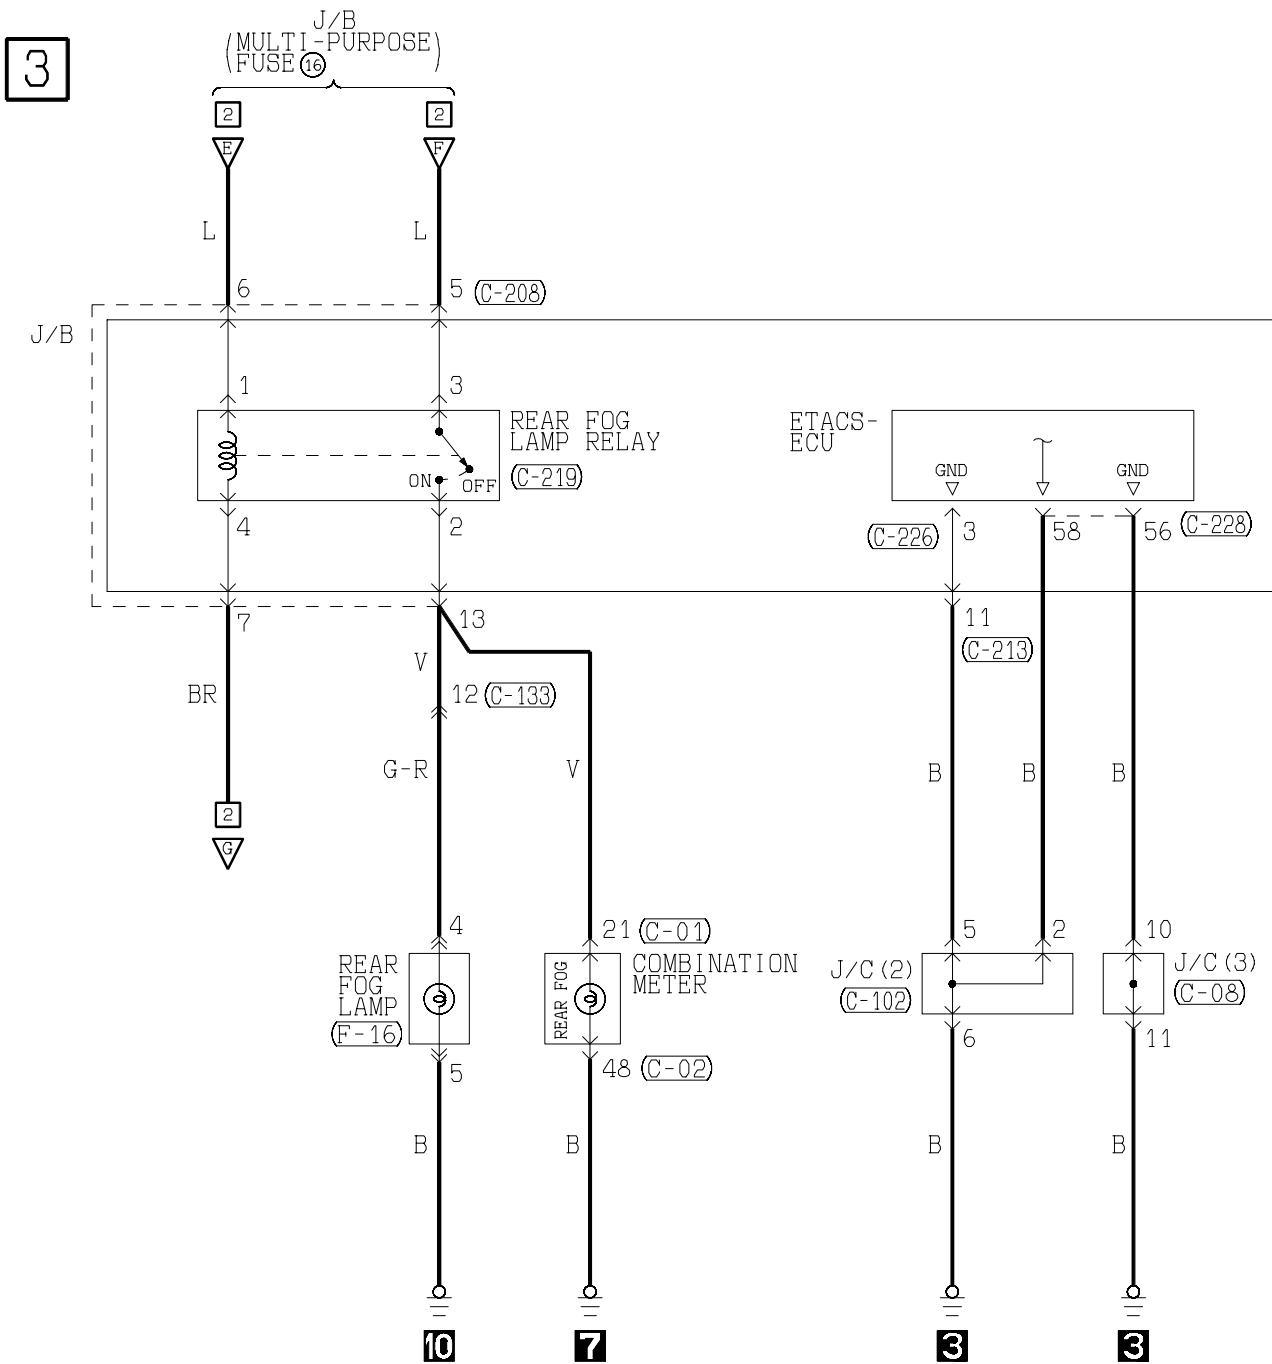 3
J/B
(MULTI-PURPOSE)
(FUSE 16)
2 2
E F
L L
6 5 (C-208)
J/B
1 3
REAR FOG
LAMP RELAY
(C-219)
ON OFF
4 2
ETACS-
ECU
GND GND
(C-226) 3 58 56 (C-228)
7 13 11
(C-213)
V
BR 12 (C-133)
G-R V B B B
2
G
4 21 (C-01) 5 2 10
REAR
FOG
LAMP
(F-16)
REAR FOG
COMBINATION
METER
J/C(2)
(C-102)
J/C(3)
(C-08)
5 48 (C-02) 6 11
B B B B
10 7 3 3